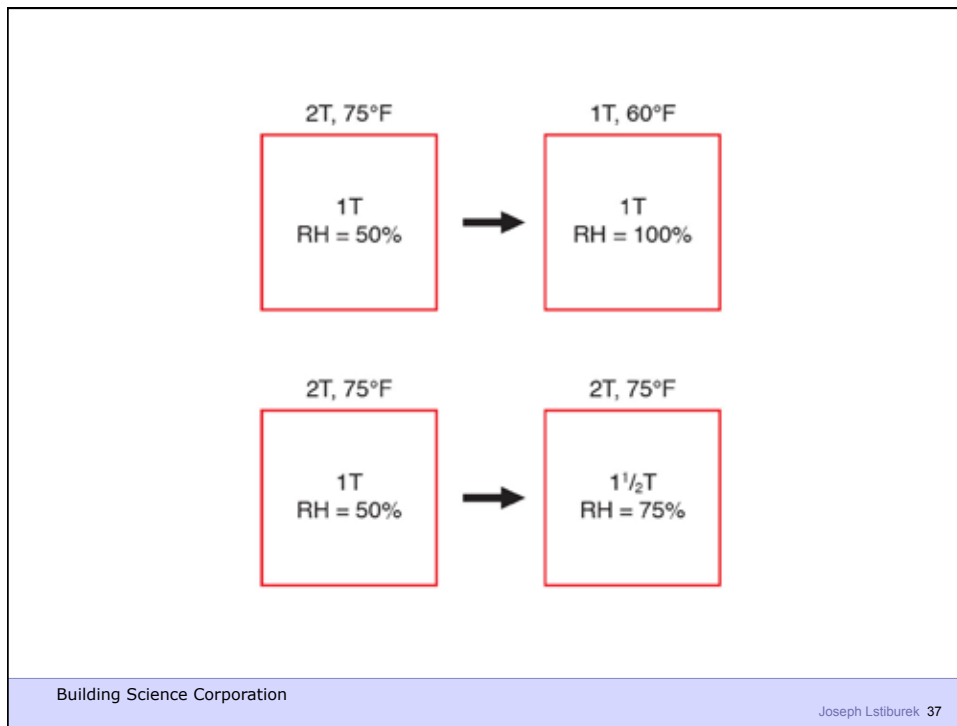 2T, 75°F
1T, 60°F
1T
RH = 50%
1T
RH = 100%
2T, 75°F
2T, 75°F
1T
RH = 50%
1¹/₂T
RH = 75%
Building Science Corporation
Joseph Lstiburek 37